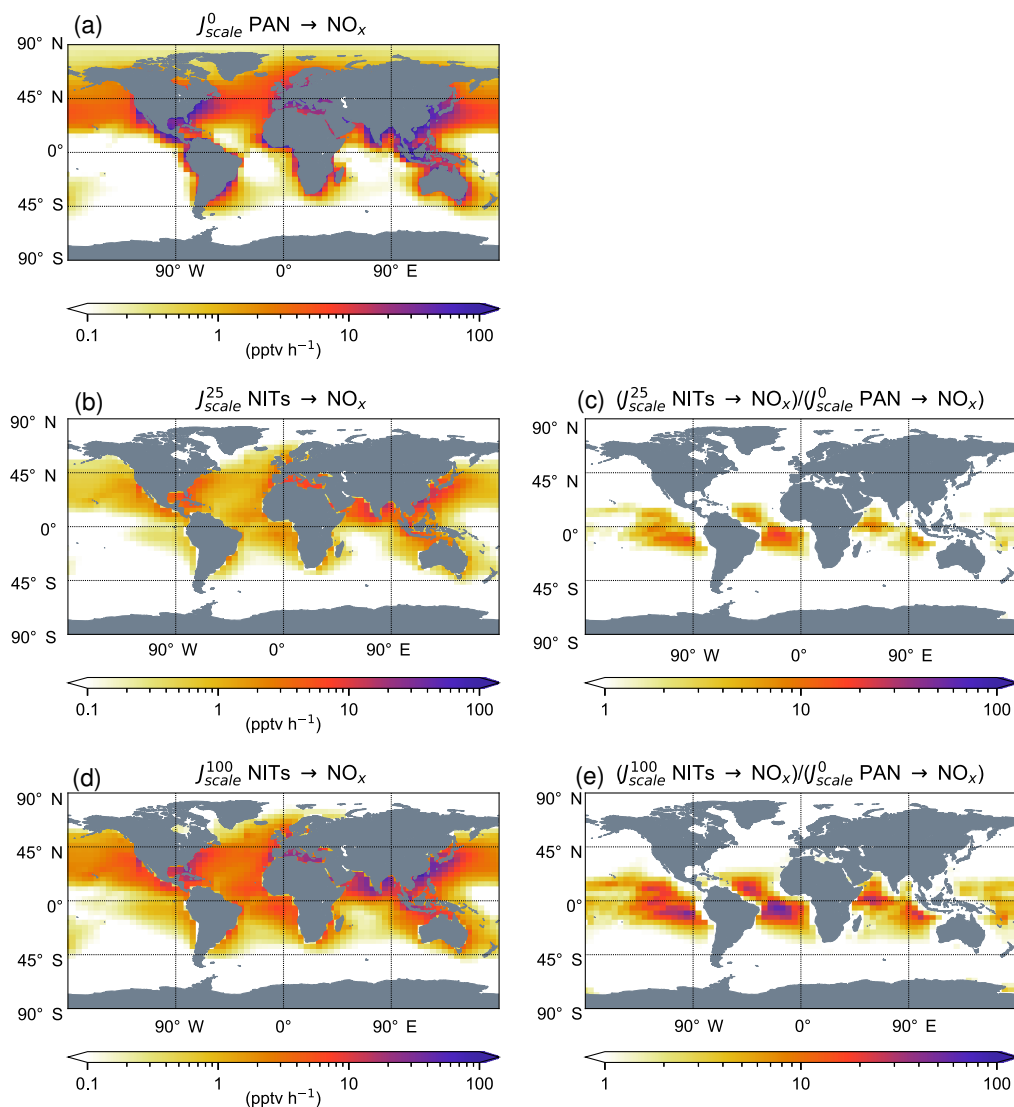 (a) J⁰scale PAN → NOₓ
90° N
45° N
0°
45° S
90° S
90° W 0° 90° E
0.1 1 10 100
(pptv h⁻¹)
(b) J²⁵scale NITs → NOₓ
90° N
45° N
0°
45° S
90° S
90° W 0° 90° E
0.1 1 10 100
(pptv h⁻¹)
(c) (J²⁵scale NITs → NOₓ)/(J⁰scale PAN → NOₓ)
90° N
45° N
0°
45° S
90° S
90° W 0° 90° E
1 10 100
(d) J¹⁰⁰scale NITs → NOₓ
90° N
45° N
0°
45° S
90° S
90° W 0° 90° E
0.1 1 10 100
(pptv h⁻¹)
(e) (J¹⁰⁰scale NITs → NOₓ)/(J⁰scale PAN → NOₓ)
90° N
45° N
0°
45° S
90° S
90° W 0° 90° E
1 10 100